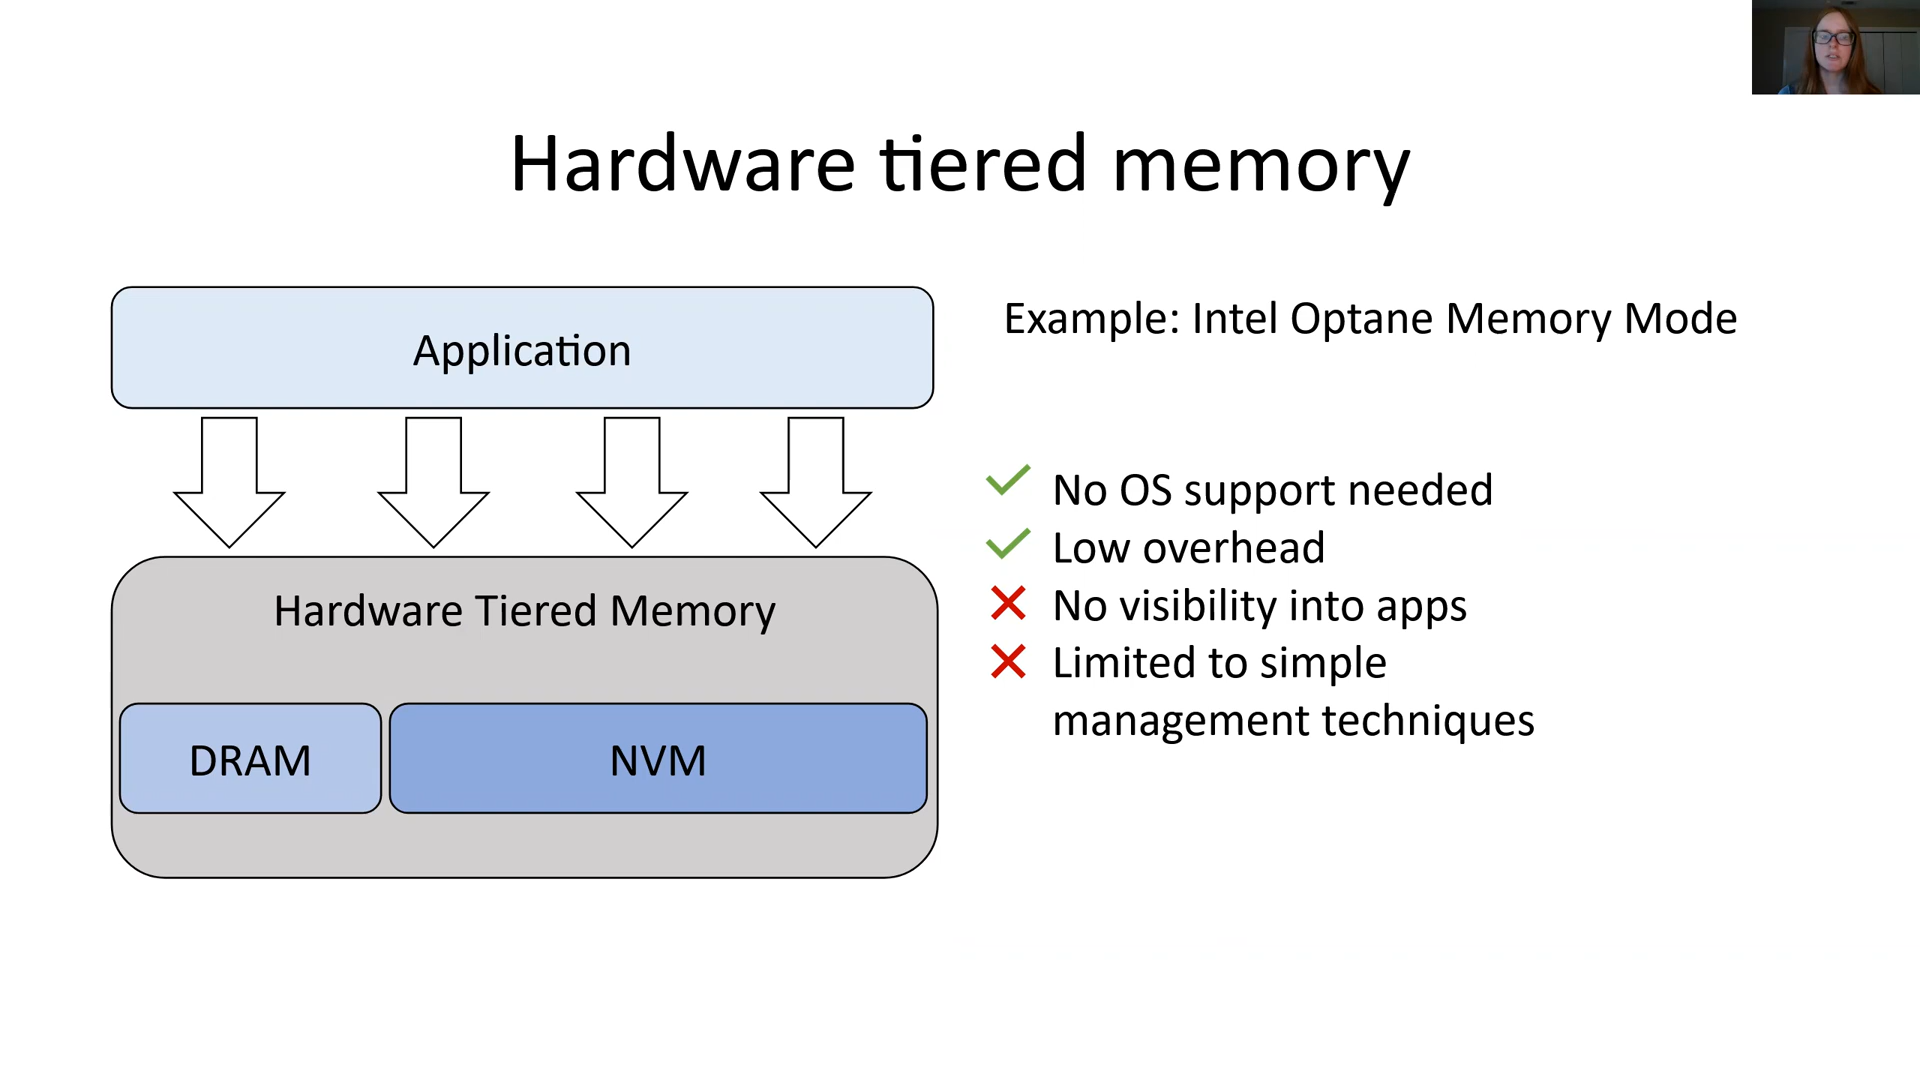 Hardware tiered memory
Application
Hardware Tiered Memory
DRAM
NVM
Example: Intel Optane Memory Mode
No OS support needed
Low overhead
No visibility into apps
Limited to simple
management techniques